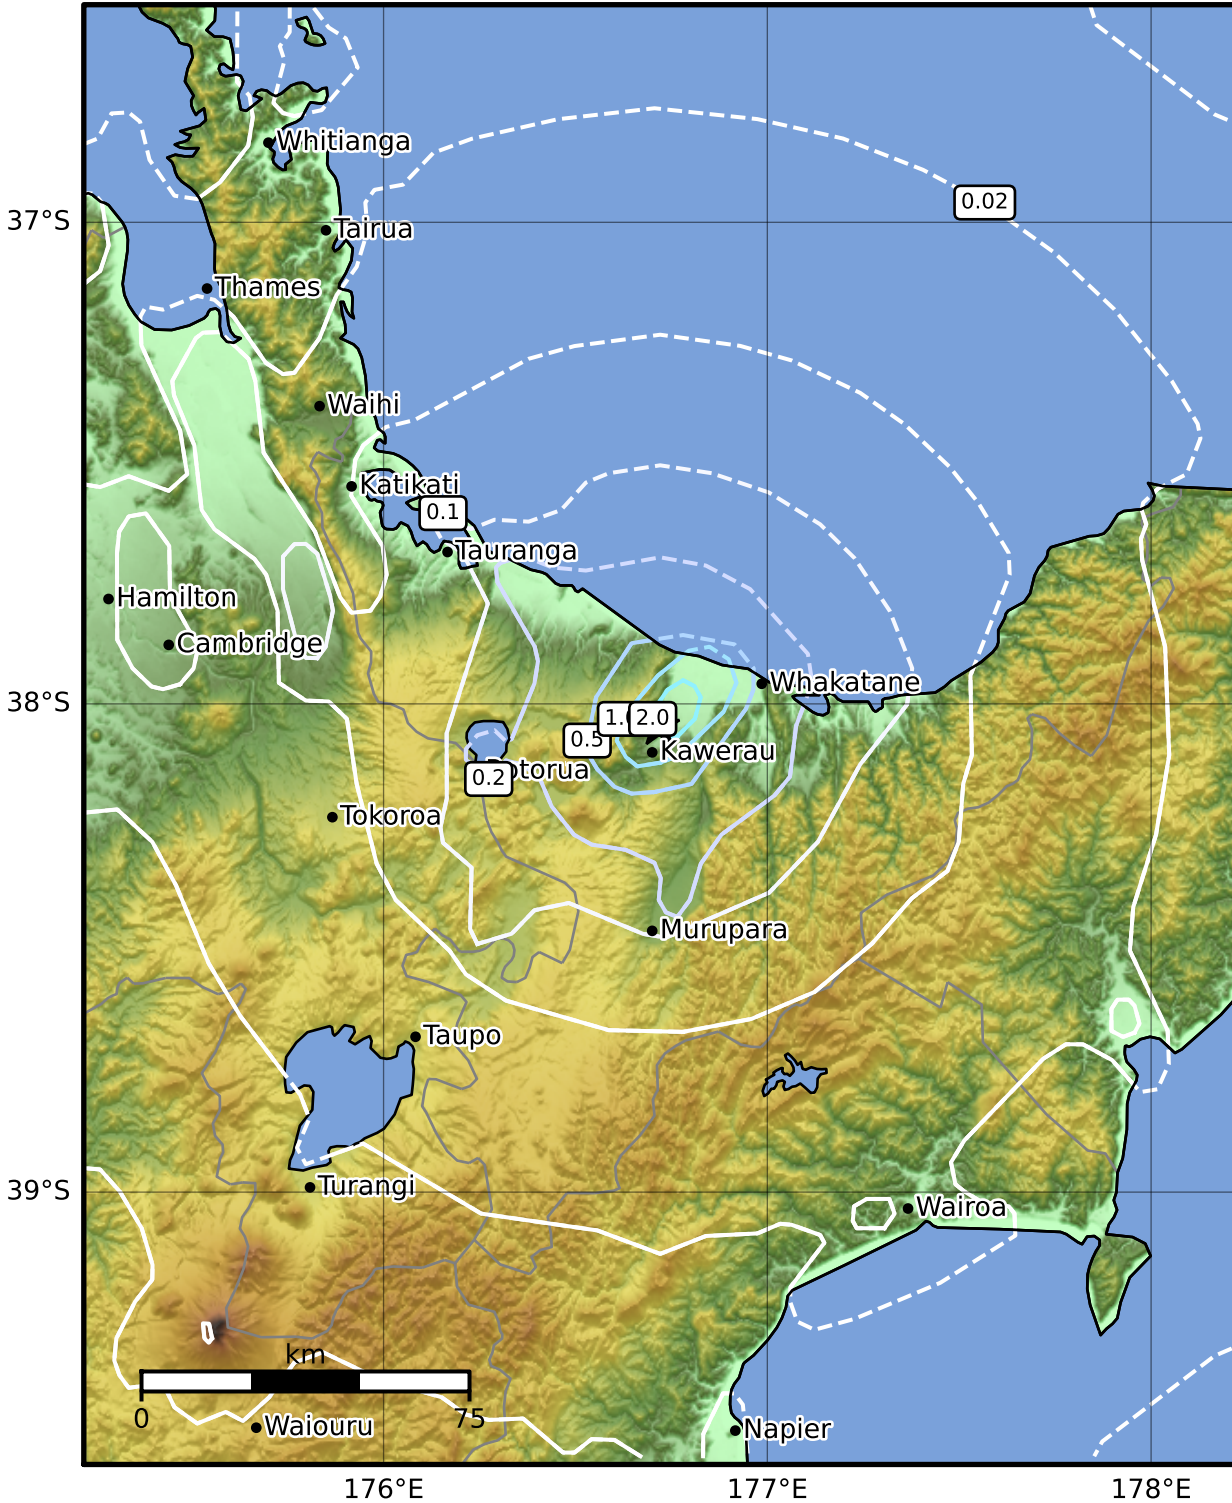 Whitianga
0.02
37°S
Tairua
Thames
Waihi
Katikati
0.1
Tauranga
Hamilton
Cambridge
Whakatane
38°S
2.0
0.5
Kawerau
0.2
Tokoroa
Murupara
Taupo
39°S
Turangi
Wairoa
km
0 75
Waiouru
Napier
176°E 177°E 178°E